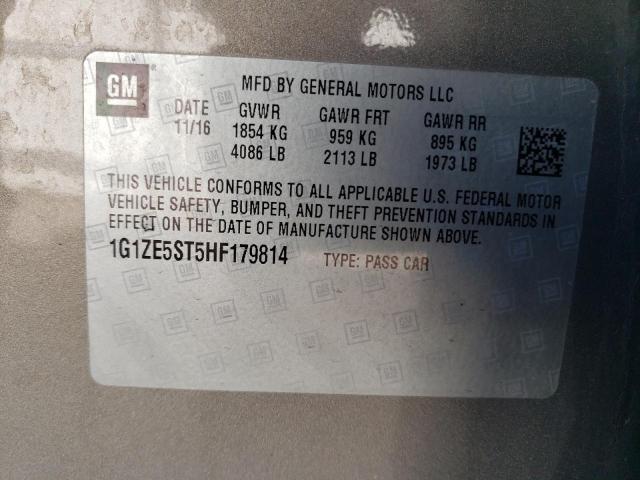 GM
MFD BY GENERAL MOTORS LLC
DATE GVWR GAWR FRT GAWR RR
11/16 1854 KG 959 KG 895 KG
4086 LB 2113 LB 1973 LB
THIS VEHICLE CONFORMS TO ALL APPLICABLE U.S. FEDERAL MOTOR
VEHICLE SAFETY, BUMPER, AND THEFT PREVENTION STANDARDS IN
EFFECT ON THE DATE OF MANUFACTURE SHOWN ABOVE.
1G1ZE5ST5HF179814 TYPE: PASS CAR